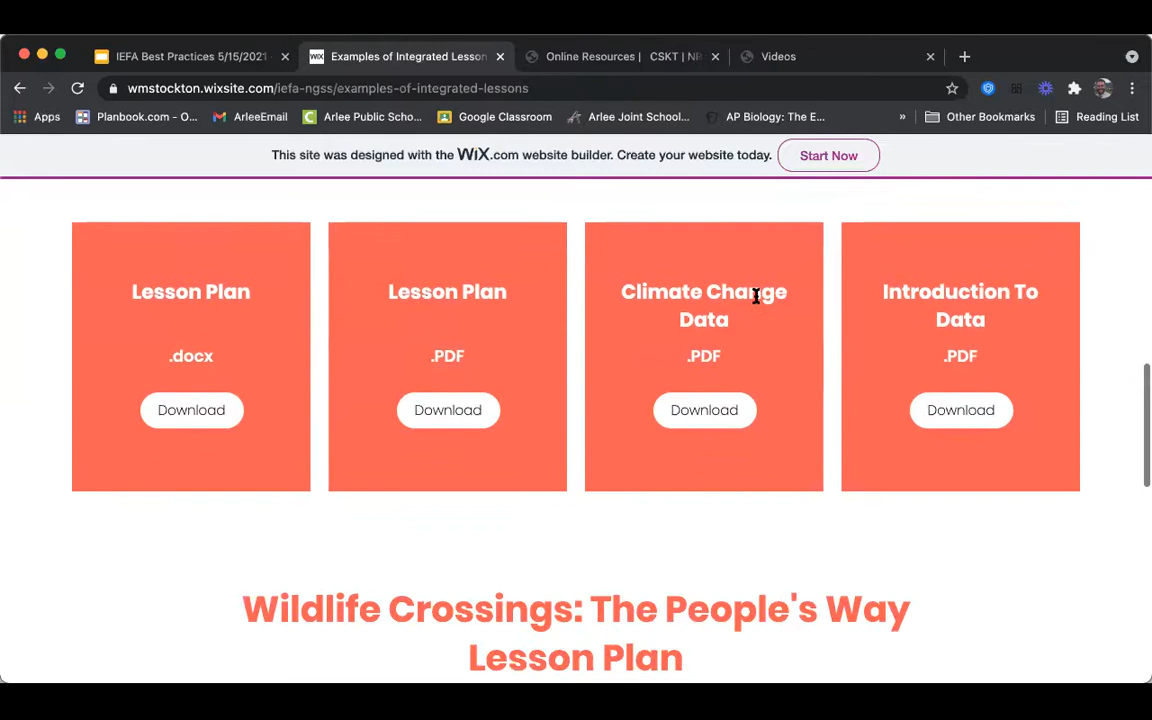 IEFA Best Practices 5/15/2021
Examples of Integrated Lesson
Online Resources | CSKT | NR
Videos
wmstockton.wixsite.com/iefa-ngss/examples-of-integrated-lessons
Apps
Planbook.com - O...
ArleeEmail
Arlee Public Scho...
Google Classroom
Arlee Joint School...
AP Biology: The E...
»
Other Bookmarks
Reading List
This site was designed with the WiX.com website builder. Create your website today.
Start Now
Lesson Plan
.docx
Download
Lesson Plan
.PDF
Download
Climate Change
Data
.PDF
Download
Introduction To
Data
.PDF
Download
Wildlife Crossings: The People's Way
Lesson Plan